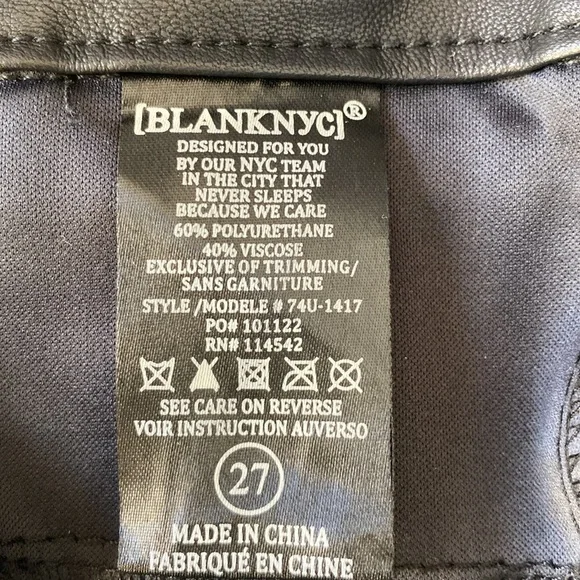 [BLANKNYC]®
DESIGNED FOR YOU
BY OUR NYC TEAM
IN THE CITY THAT
NEVER SLEEPS
BECAUSE WE CARE
60% POLYURETHANE
40% VISCOSE
EXCLUSIVE OF TRIMMING/
SANS GARNITURE
STYLE /MODELE # 74U-1417
PO# 101122
RN# 114542
SEE CARE ON REVERSE
VOIR INSTRUCTION AUVERSO
27
MADE IN CHINA
FABRIQUÉ EN CHINE